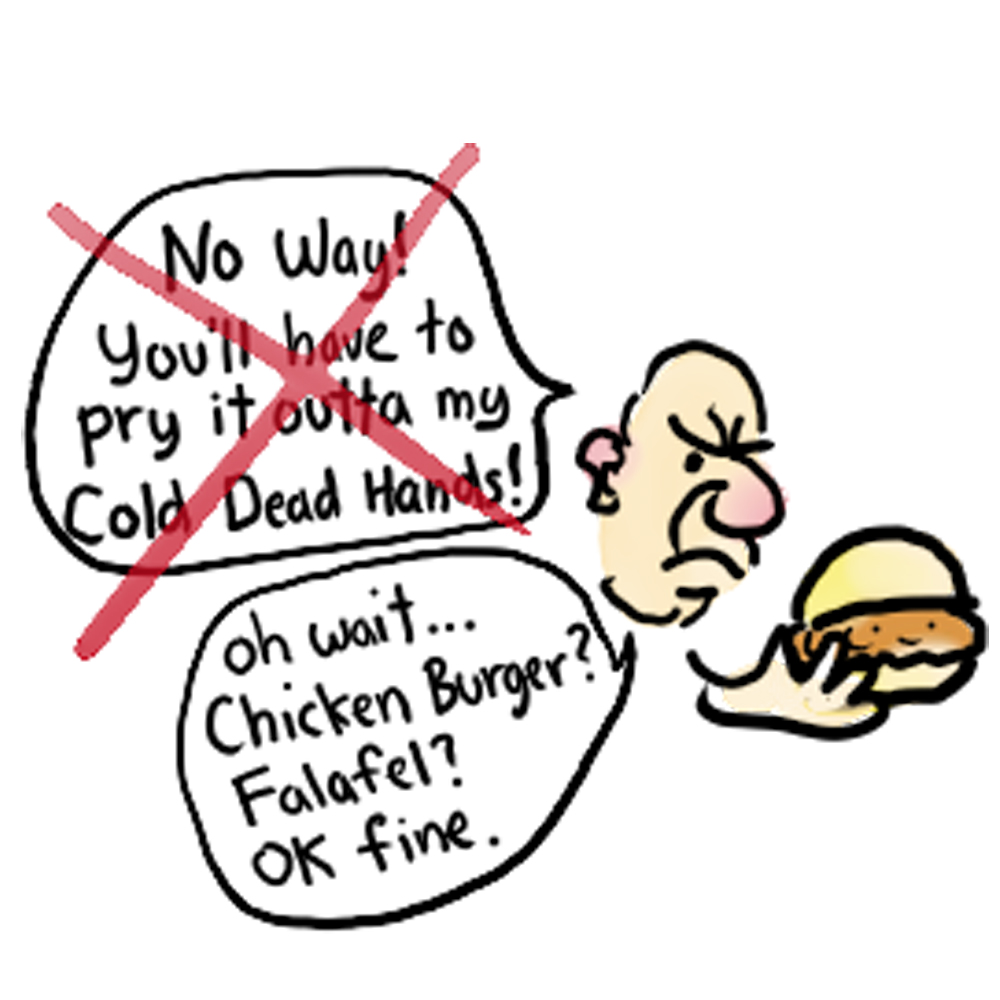 No Way!
You'll have to
pry it outta my
Cold Dead Hands!
oh wait...
Chicken Burger?
Falafel?
OK fine.